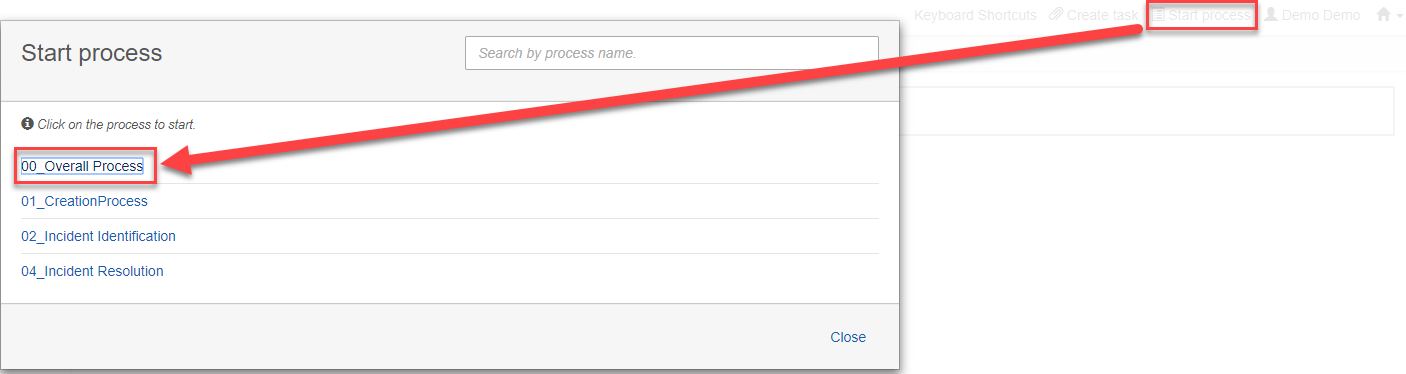 Keyboard Shortcuts Create task Start process Demo Demo
Start process
Search by process name.
Click on the process to start.
00_Overall Process
01_CreationProcess
02_Incident Identification
04_Incident Resolution
Close